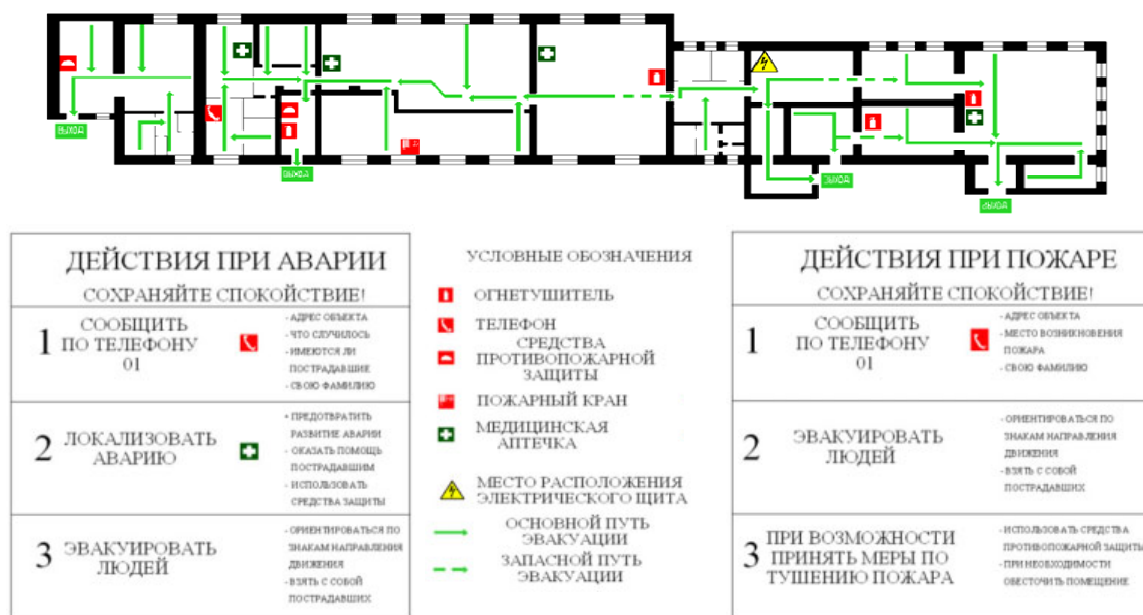 ВЫХОД
ВЫХОД
ВЫХОД
ВЫХОД
ДЕЙСТВИЯ ПРИ АВАРИИ
СОХРАНЯЙТЕ СПОКОЙСТВИЕ!
1
СООБЩИТЬ
ПО ТЕЛЕФОНУ
01
- АДРЕС ОБЪЕКТА
- ЧТО СЛУЧИЛОСЬ
- ИМЕЮТСЯ ЛИ
ПОСТРАДАВШИЕ
- СВОЮ ФАМИЛИЮ
2
ЛОКАЛИЗОВАТЬ
АВАРИЮ
- ПРЕДОТВРАТИТЬ
РАЗВИТИЕ АВАРИИ
- ОКАЗАТЬ ПОМОЩЬ
ПОСТРАДАВШИМ
- ИСПОЛЬЗОВАТЬ
СРЕДСТВА ЗАЩИТЫ
3
ЭВАКУИРОВАТЬ
ЛЮДЕЙ
- ОРИЕНТИРОВАТЬСЯ ПО
ЗНАКАМ НАПРАВЛЕНИЯ
ДВИЖЕНИЯ
- ВЗЯТЬ С СОБОЙ
ПОСТРАДАВШИХ
УСЛОВНЫЕ ОБОЗНАЧЕНИЯ
ОГНЕТУШИТЕЛЬ
ТЕЛЕФОН
СРЕДСТВА
ПРОТИВОПОЖАРНОЙ
ЗАЩИТЫ
ПОЖАРНЫЙ КРАН
МЕДИЦИНСКАЯ
АПТЕЧКА
МЕСТО РАСПОЛОЖЕНИЯ
ЭЛЕКТРИЧЕСКОГО ЩИТА
ОСНОВНОЙ ПУТЬ
ЭВАКУАЦИИ
ЗАПАСНОЙ ПУТЬ
ЭВАКУАЦИИ
ДЕЙСТВИЯ ПРИ ПОЖАРЕ
СОХРАНЯЙТЕ СПОКОЙСТВИЕ!
1
СООБЩИТЬ
ПО ТЕЛЕФОНУ
01
- АДРЕС ОБЪЕКТА
- МЕСТО ВОЗНИКНОВЕНИЯ
ПОЖАРА
- СВОЮ ФАМИЛИЮ
2
ЭВАКУИРОВАТЬ
ЛЮДЕЙ
- ОРИЕНТИРОВАТЬСЯ ПО
ЗНАКАМ НАПРАВЛЕНИЯ
ДВИЖЕНИЯ
- ВЗЯТЬ С СОБОЙ
ПОСТРАДАВШИХ
3
ПРИ ВОЗМОЖНОСТИ
ПРИНЯТЬ МЕРЫ ПО
ТУШЕНИЮ ПОЖАРА
- ИСПОЛЬЗОВАТЬ СРЕДСТВА
ПРОТИВОПОЖАРНОЙ ЗАЩИТЫ
- ПРИ НЕОБХОДИМОСТИ
ОБЕСТОЧИТЬ ПОМЕЩЕНИЕ